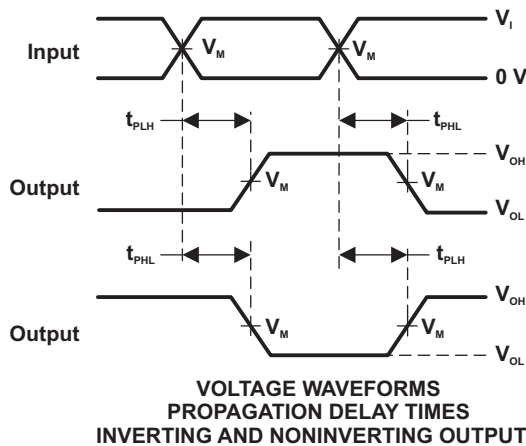 V_I
Input
V_M
V_M
0 V
t_PLH
t_PHL
V_OH
Output
V_M
V_M
V_OL
t_PHL
t_PLH
V_OH
Output
V_M
V_M
V_OL
VOLTAGE WAVEFORMS
PROPAGATION DELAY TIMES
INVERTING AND NONINVERTING OUTPUT